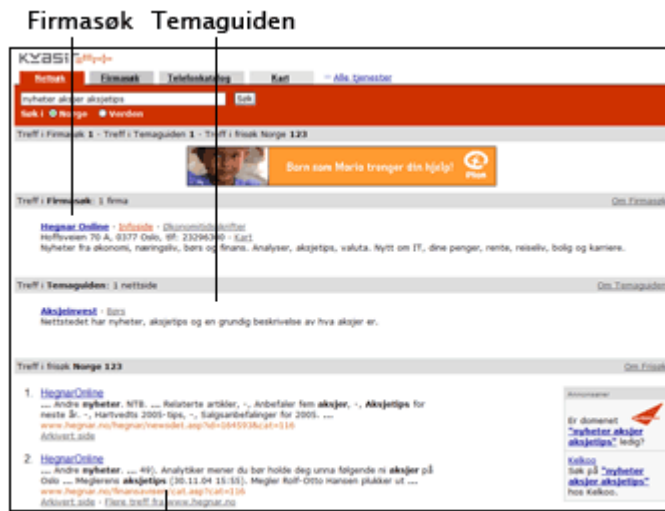 Firmasøk Temaguiden
Kvasir
Nettsøk Firmasøk Telefonkatalog Kart Alle tjenester
nyheter aksjer aksjetips Søk
Søk i Norge Verden
Treff i Firmasøk 1 - Treff i Temaguiden 1 - Treff i frisøk Norge 123
Barn som Maria trenger din hjelp! Plan
Treff i Firmasøk: 1 firma Om Firmasøk
Hegnar Online - Infoside - Økonomitidsskrifter
Hoffsveien 70 A, 0377 Oslo, tlf: 23296300 - Kart
Nyheter fra økonomi, næringsliv, børs og finans. Analyser, aksjetips, valuta. Nytt om IT, dine penger, rente, reiseliv, bolig og karriere.
Treff i Temaguiden: 1 nettside Om Temaguiden
Aksjeinvest - Børs
Nettstedet har nyheter, aksjetips og en grundig beskrivelse av hva aksjer er.
Treff i frisøk Norge 123 Om Frisøk
1. HegnarOnline
... Andre nyheter. NTB. ... Relaterte artikler, -, Anbefaler fem aksjer, -, Aksjetips for
neste år. -, Hartvedts 2005-tips, -, Salgsanbefalinger for 2005. ...
www.hegnar.no/hegnar/newsdet.asp?id=164593&cat=116
Arkivert side
2. HegnarOnline
... Andre nyheter. ... 49). Analytiker mener du bør holde deg unna følgende ni aksjer på
Oslo ... Meglerens aksjetips (30.11.04 15:55). Megler Rolf-Otto Hansen plukker ut ...
www.hegnar.no/finansavisen/cat.asp?cat=116
Arkivert side - Flere treff fra www.hegnar.no
Annonsører
Er domenet
"nyheter aksjer
aksjetips" ledig?
Kelkoo
Søk på "nyheter
aksjer aksjetips"
hos Kelkoo.